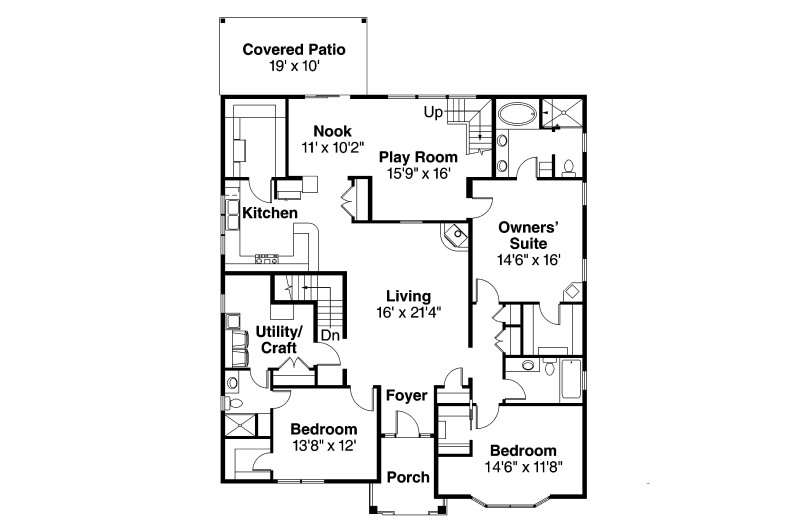 Covered Patio
19' x 10'
Up
Nook
11' x 10'2"
Play Room
15'9" x 16'
Kitchen
Owners'
Suite
14'6" x 16'
Living
16' x 21'4"
Utility/
Craft
Dn
Foyer
Bedroom
13'8" x 12'
Bedroom
14'6" x 11'8"
Porch